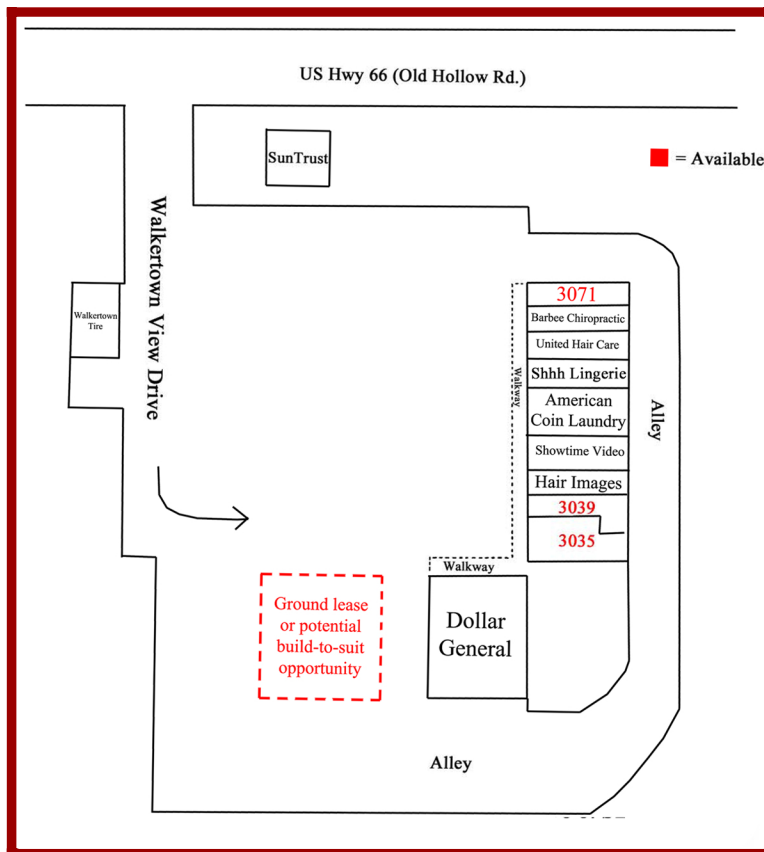 US Hwy 66 (Old Hollow Rd.)
SunTrust
= Available
Walkertown View Drive
Walkertown
Tire
3071
Barbee Chiropractic
United Hair Care
Shhh Lingerie
American
Coin Laundry
Showtime Video
Hair Images
3039
3035
Walkway
Alley
Walkway
Dollar
General
Ground lease
or potential
build-to-suit
opportunity
Alley